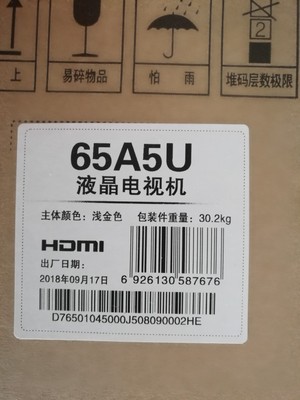 上
易碎物品
怕雨
堆码层数极限
2
65A5U
液晶电视机
主体颜色：浅金色 包装件重量：30.2kg
HDMI
出厂日期：
2018年09月17日
6 926130 587676
D76501045000J508090002HE